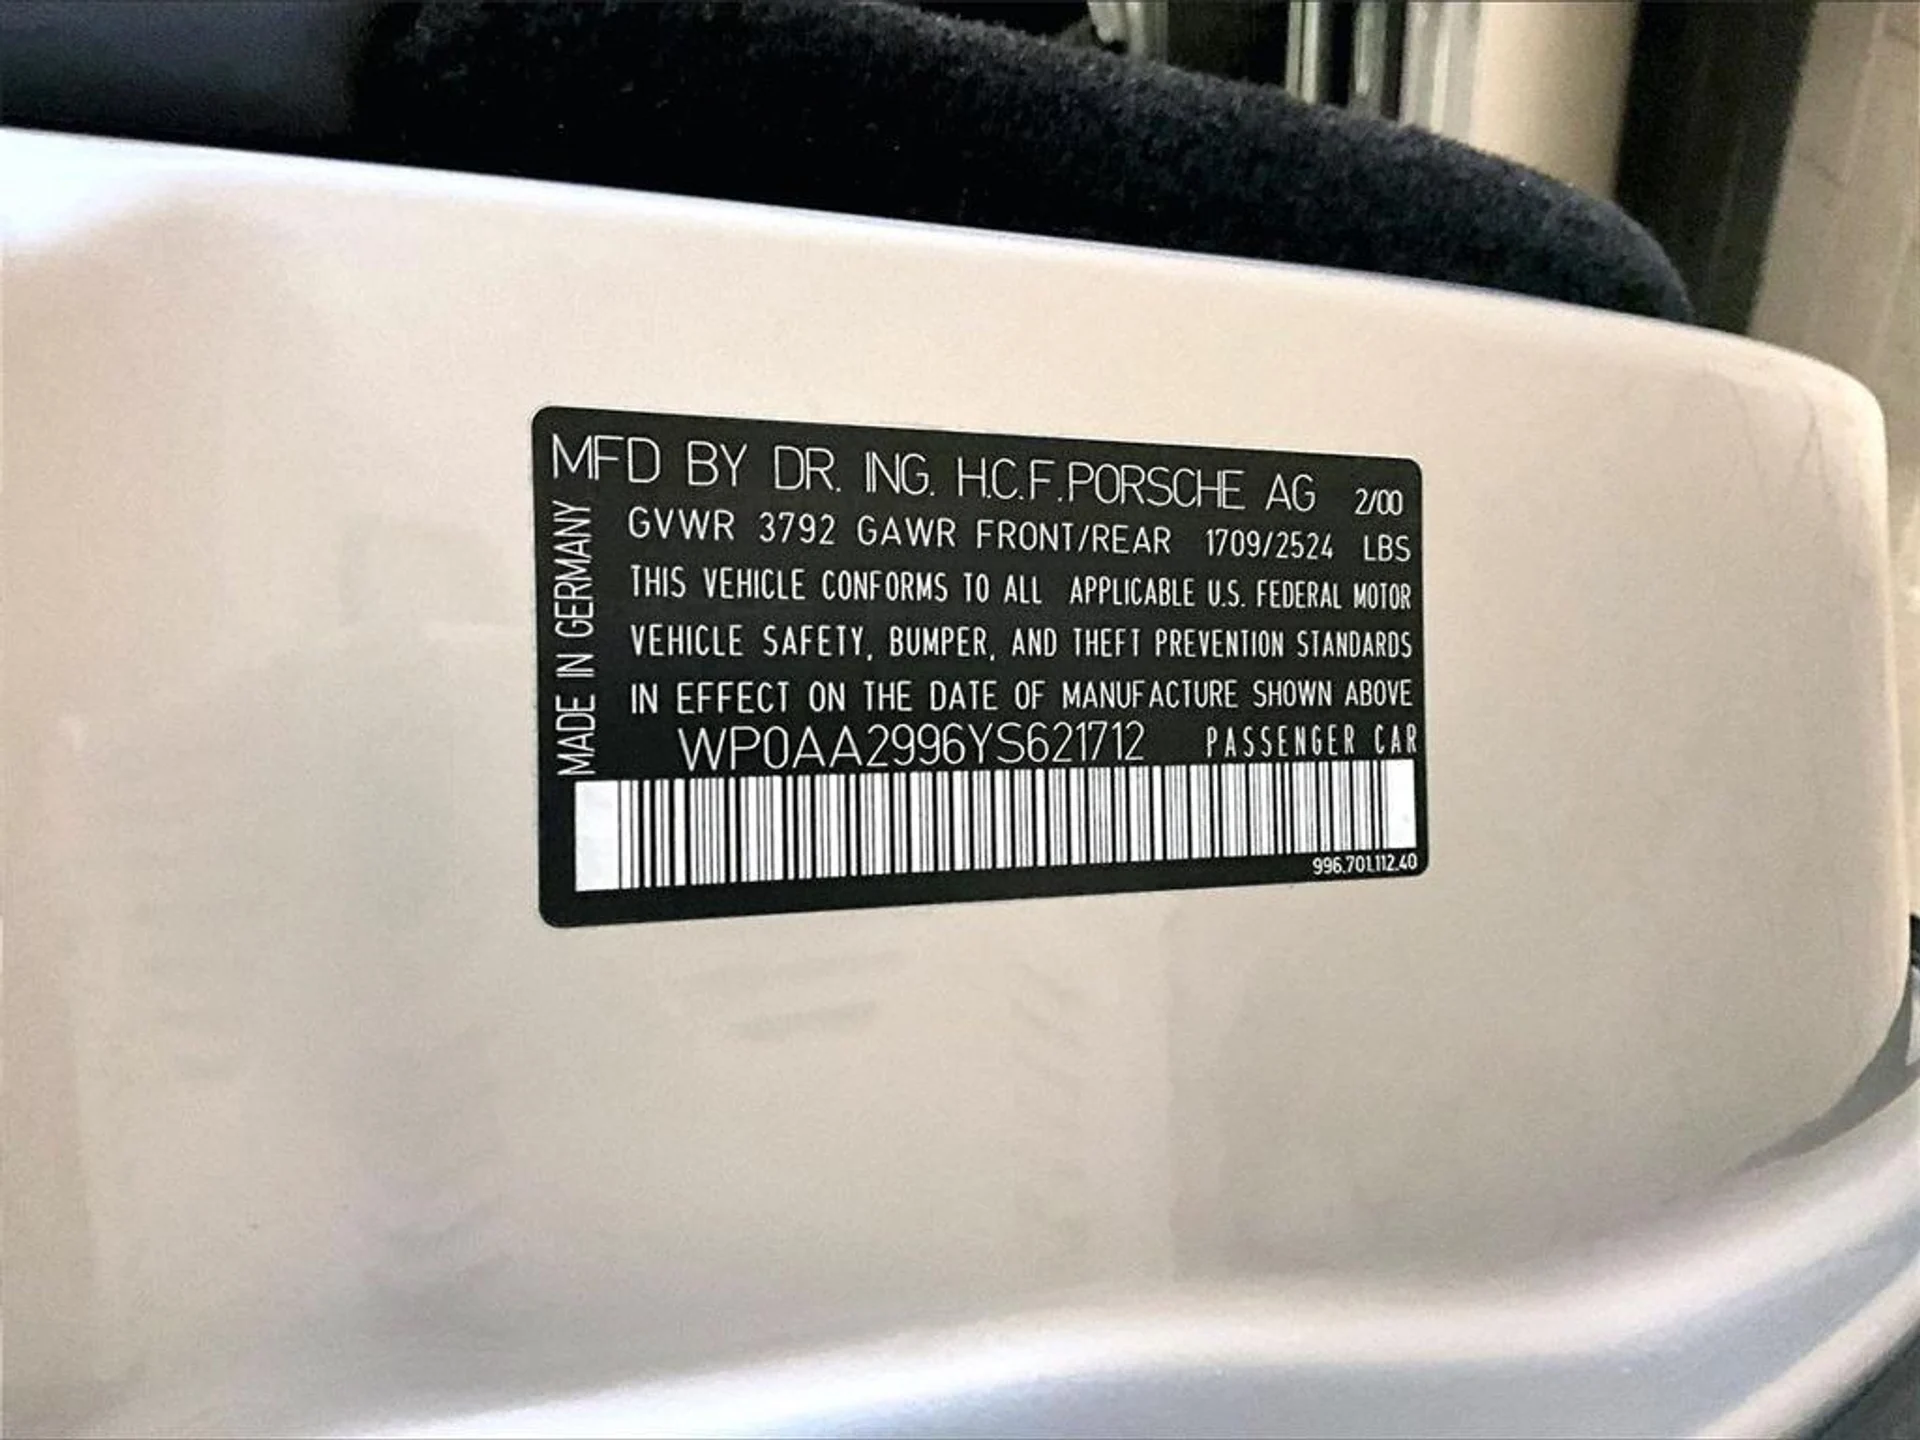 MFD BY DR. ING. H.C.F.PORSCHE AG 2/00
GVWR 3792 GAWR FRONT/REAR 1709/2524 LBS
THIS VEHICLE CONFORMS TO ALL APPLICABLE U.S. FEDERAL MOTOR
VEHICLE SAFETY, BUMPER, AND THEFT PREVENTION STANDARDS
IN EFFECT ON THE DATE OF MANUFACTURE SHOWN ABOVE
WP0AA2996YS621712 PASSENGER CAR
996.701.112.40
MADE IN GERMANY